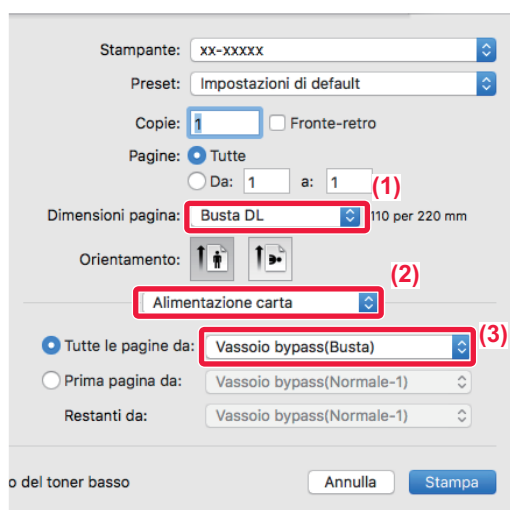 Stampante: xx-xxxxx
Preset: Impostazioni di default
Copie: 1 Fronte-retro
Pagine: Tutte
Da: 1 a: 1 (1)
Dimensioni pagina: Busta DL 110 per 220 mm
Orientamento:
(2)
Alimentazione carta
(3)
Tutte le pagine da: Vassoio bypass(Busta)
Prima pagina da: Vassoio bypass(Normale-1)
Restanti da: Vassoio bypass(Normale-1)
o del toner basso Annulla Stampa